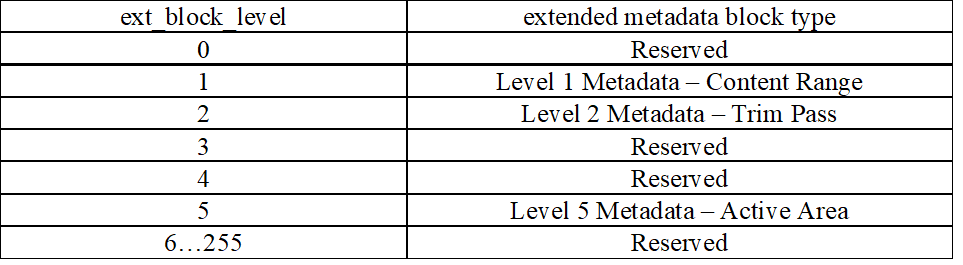 ext_block_level extended metadata block type
0 Reserved
1 Level 1 Metadata – Content Range
2 Level 2 Metadata – Trim Pass
3 Reserved
4 Reserved
5 Level 5 Metadata – Active Area
6…255 Reserved